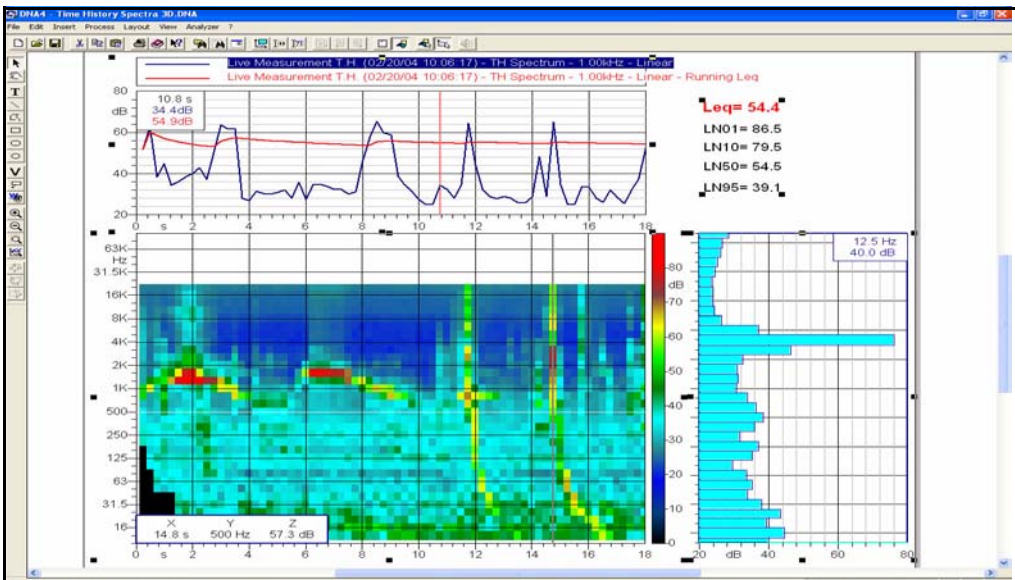 DNA4 - Time History Spectra 3D.DNA
File Edit Insert Process Layout View Analyzer ?
Live Measurement T.H. (02/20/04 10:06:17) - TH Spectrum - 1.00kHz - Linear
Live Measurement T.H. (02/20/04 10:06:17) - TH Spectrum - 1.00kHz - Linear - Running Leq
80
dB
60
40
20
10.8 s
34.4dB
54.9dB
0 s 2 4 6 8 10 12 14 16 18
Leq= 54.4
LN01= 86.5
LN10= 79.5
LN50= 54.5
LN95= 39.1
63K
Hz
31.5K
16K
8K
4K
2K
1K
500
250
125
63
31.5
16
X Y Z
14.8 s 500 Hz 57.3 dB
0 s 2 4 6 8 10 12 14 16 18
80
dB
70
60
50
40
30
20
10
0
12.5 Hz
40.0 dB
20 dB 40 60 80